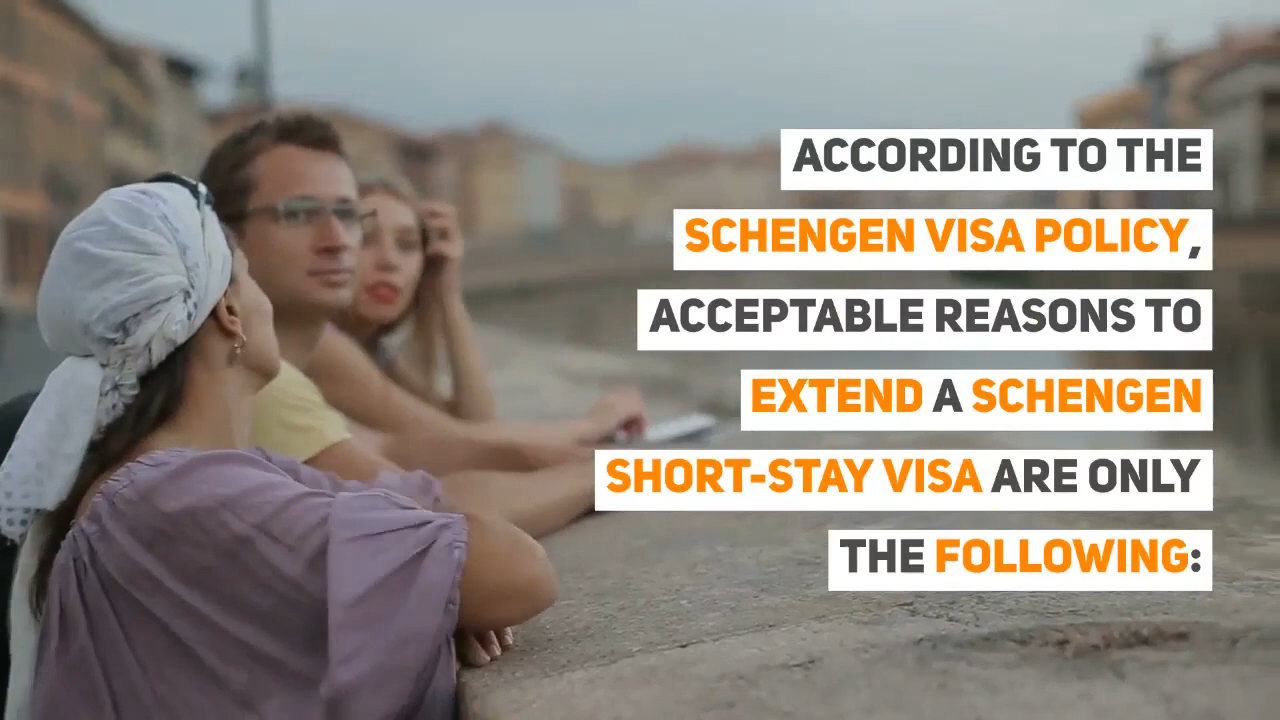 ACCORDING TO THE
SCHENGEN VISA POLICY,
ACCEPTABLE REASONS TO
EXTEND A SCHENGEN
SHORT-STAY VISA ARE ONLY
THE FOLLOWING: